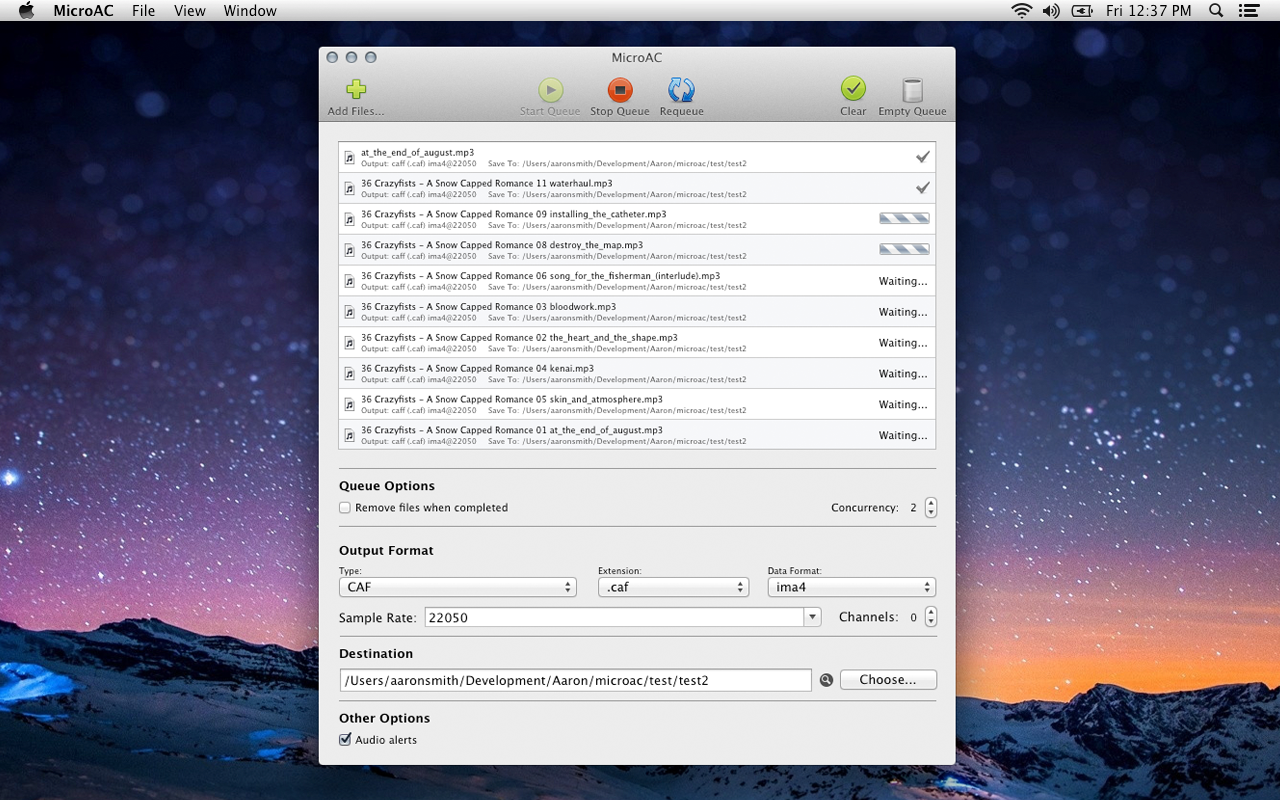 MicroAC File View Window Fri 12:37 PM
MicroAC
Add Files... Start Queue Stop Queue Requeue Clear Empty Queue
at_the_end_of_august.mp3
Output: caff (.caf) ima4@22050 Save To: /Users/aaronsmith/Development/Aaron/microac/test/test2
36 Crazyfists - A Snow Capped Romance 11 waterhaul.mp3
Output: caff (.caf) ima4@22050 Save To: /Users/aaronsmith/Development/Aaron/microac/test/test2
36 Crazyfists - A Snow Capped Romance 09 installing_the_catheter.mp3
Output: caff (.caf) ima4@22050 Save To: /Users/aaronsmith/Development/Aaron/microac/test/test2
36 Crazyfists - A Snow Capped Romance 08 destroy_the_map.mp3
Output: caff (.caf) ima4@22050 Save To: /Users/aaronsmith/Development/Aaron/microac/test/test2
36 Crazyfists - A Snow Capped Romance 06 song_for_the_fisherman_(interlude).mp3 Waiting...
Output: caff (.caf) ima4@22050 Save To: /Users/aaronsmith/Development/Aaron/microac/test/test2
36 Crazyfists - A Snow Capped Romance 03 bloodwork.mp3 Waiting...
Output: caff (.caf) ima4@22050 Save To: /Users/aaronsmith/Development/Aaron/microac/test/test2
36 Crazyfists - A Snow Capped Romance 02 the_heart_and_the_shape.mp3 Waiting...
Output: caff (.caf) ima4@22050 Save To: /Users/aaronsmith/Development/Aaron/microac/test/test2
36 Crazyfists - A Snow Capped Romance 04 kenai.mp3 Waiting...
Output: caff (.caf) ima4@22050 Save To: /Users/aaronsmith/Development/Aaron/microac/test/test2
36 Crazyfists - A Snow Capped Romance 05 skin_and_atmosphere.mp3 Waiting...
Output: caff (.caf) ima4@22050 Save To: /Users/aaronsmith/Development/Aaron/microac/test/test2
36 Crazyfists - A Snow Capped Romance 01 at_the_end_of_august.mp3 Waiting...
Output: caff (.caf) ima4@22050 Save To: /Users/aaronsmith/Development/Aaron/microac/test/test2
Queue Options
Remove files when completed Concurrency: 2
Output Format
Type: Extension: Data Format:
CAF .caf ima4
Sample Rate: 22050 Channels: 0
Destination
/Users/aaronsmith/Development/Aaron/microac/test/test2 Choose...
Other Options
Audio alerts